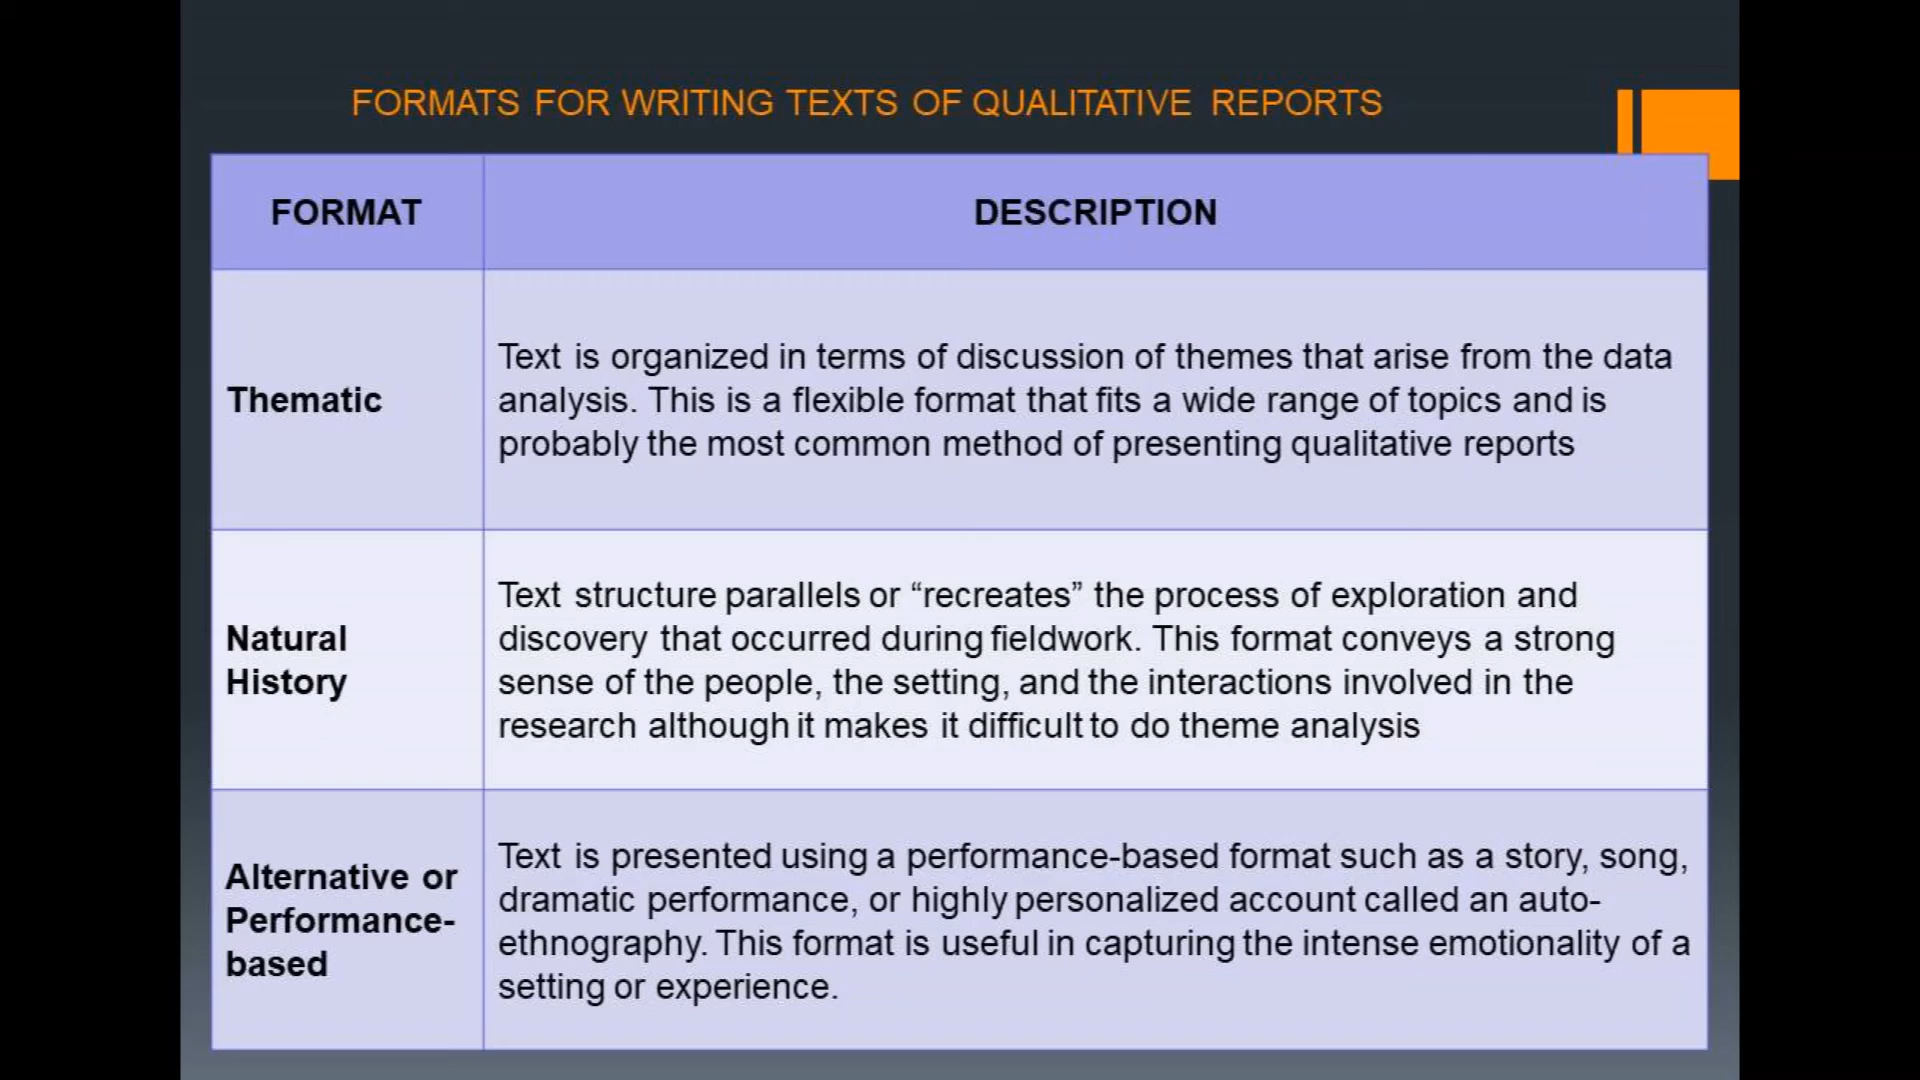 FORMATS FOR WRITING TEXTS OF QUALITATIVE REPORTS
FORMAT
DESCRIPTION
Thematic
Text is organized in terms of discussion of themes that arise from the data
analysis. This is a flexible format that fits a wide range of topics and is
probably the most common method of presenting qualitative reports
Natural
History
Text structure parallels or “recreates” the process of exploration and
discovery that occurred during fieldwork. This format conveys a strong
sense of the people, the setting, and the interactions involved in the
research although it makes it difficult to do theme analysis
Alternative or
Performance-
based
Text is presented using a performance-based format such as a story, song,
dramatic performance, or highly personalized account called an auto-
ethnography. This format is useful in capturing the intense emotionality of a
setting or experience.